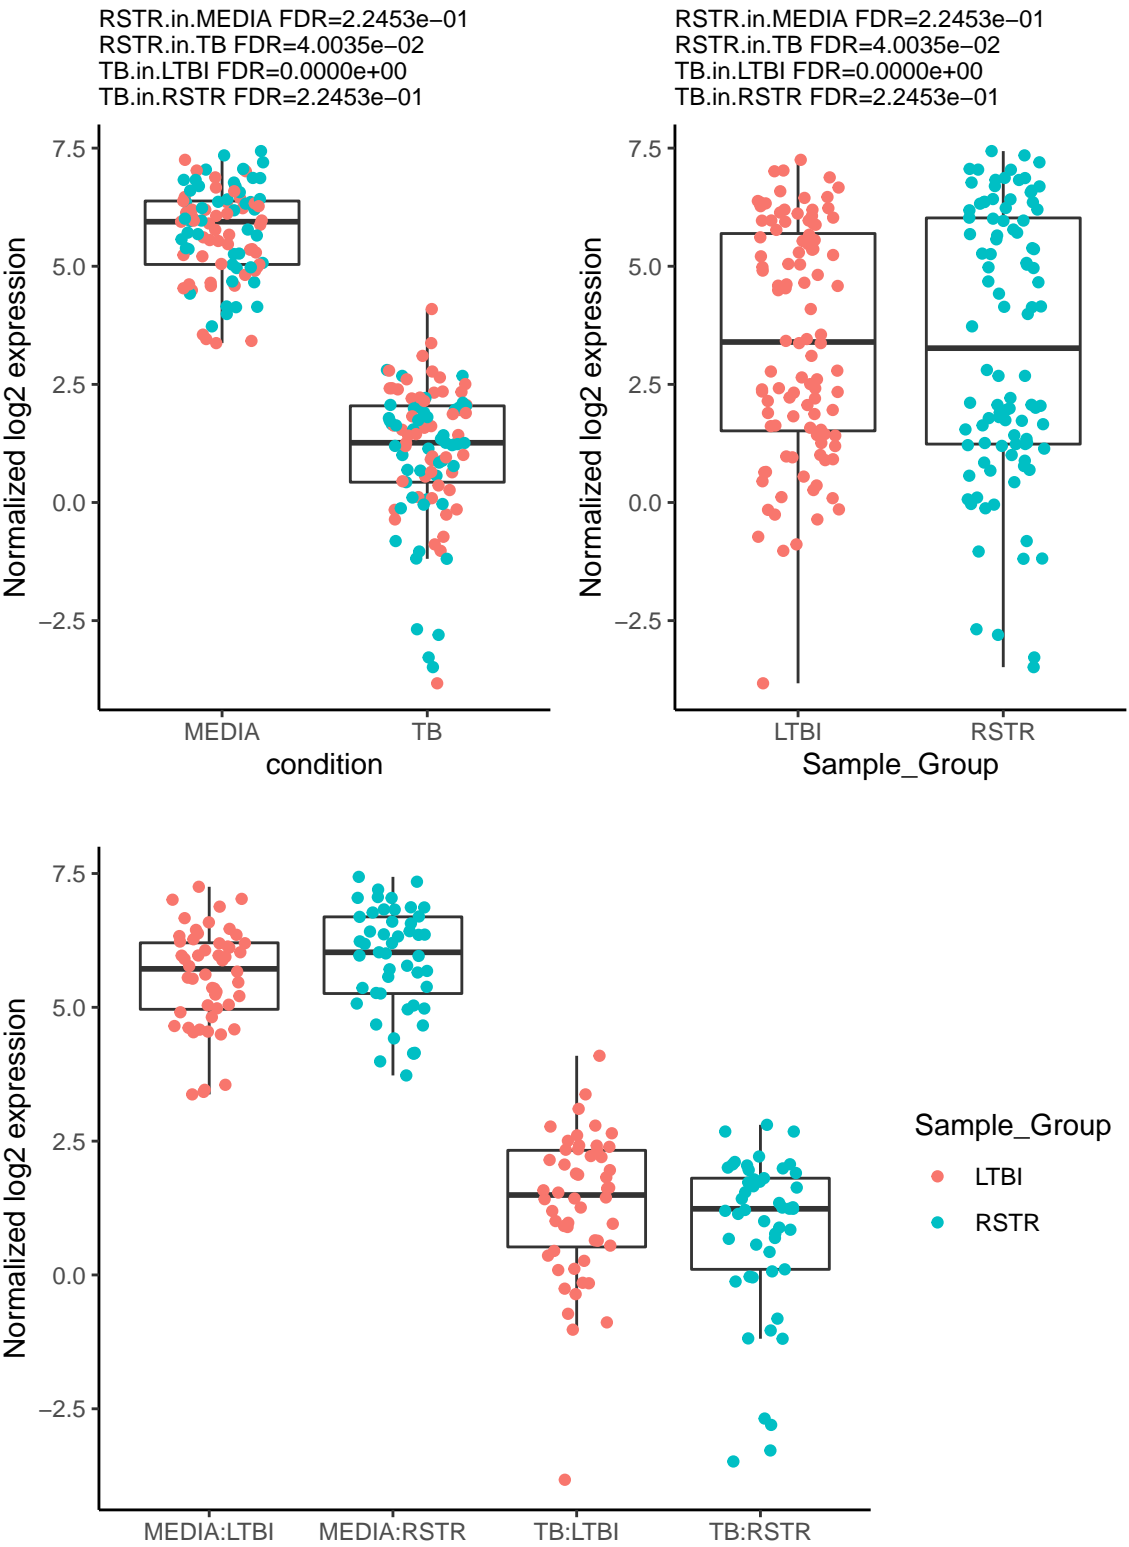 RSTR.in.MEDIA FDR=2.2453e−01
RSTR.in.TB FDR=4.0035e−02
TB.in.LTBI FDR=0.0000e+00
TB.in.RSTR FDR=2.2453e−01
7.5
5.0
2.5
0.0
−2.5
Normalized log2 expression
MEDIA TB
condition
RSTR.in.MEDIA FDR=2.2453e−01
RSTR.in.TB FDR=4.0035e−02
TB.in.LTBI FDR=0.0000e+00
TB.in.RSTR FDR=2.2453e−01
7.5
5.0
2.5
0.0
−2.5
Normalized log2 expression
LTBI RSTR
Sample_Group
7.5
5.0
2.5
0.0
−2.5
Normalized log2 expression
MEDIA:LTBI MEDIA:RSTR TB:LTBI TB:RSTR
Sample_Group
LTBI
RSTR